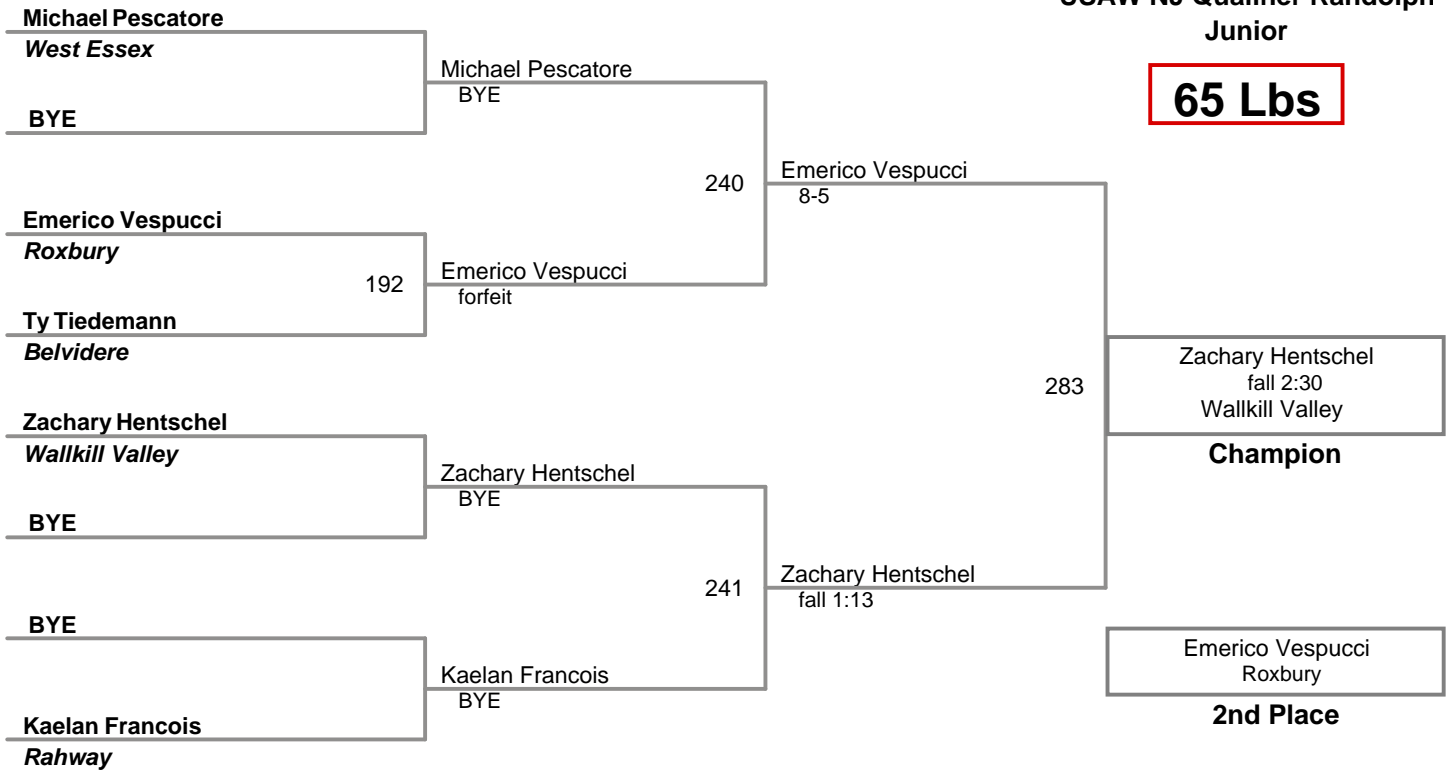 Junior
65 Lbs
Michael Pescatore
West Essex
BYE
Emerico Vespucci
Roxbury
Ty Tiedemann
Belvidere
Zachary Hentschel
Wallkill Valley
BYE
BYE
Kaelan Francois
Rahway
192
Michael Pescatore
BYE
Emerico Vespucci
forfeit
Zachary Hentschel
BYE
Kaelan Francois
BYE
240
241
Emerico Vespucci
8-5
Zachary Hentschel
fall 1:13
283
Zachary Hentschel
fall 2:30
Wallkill Valley
Champion
Emerico Vespucci
Roxbury
2nd Place